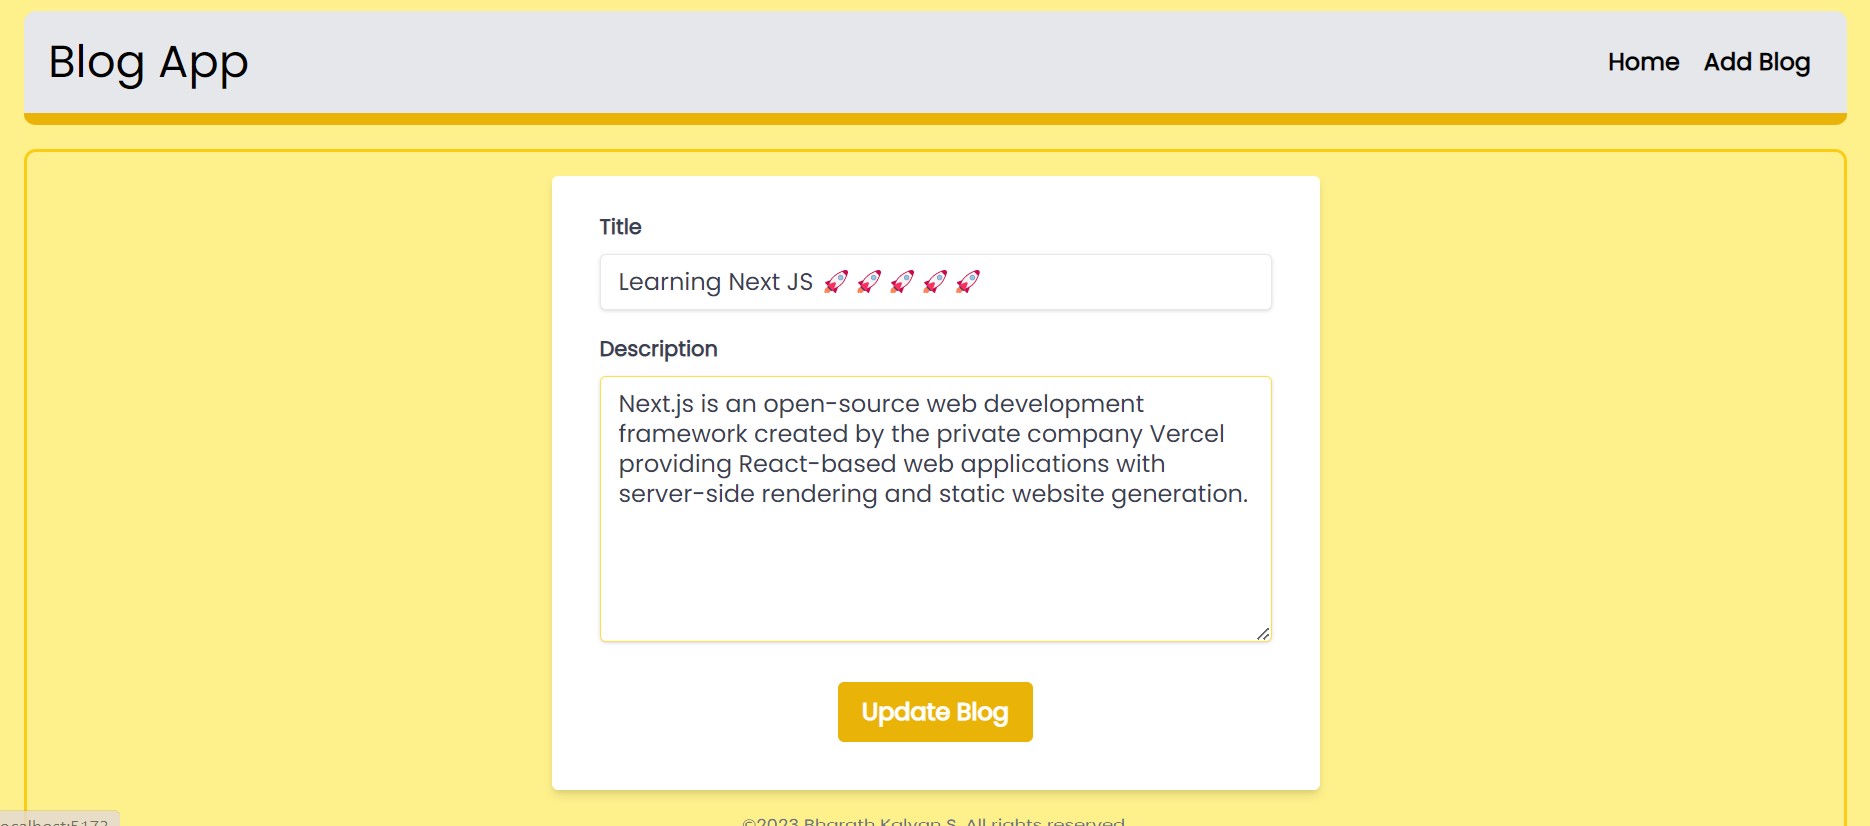 Blog App
Home Add Blog
Title
Learning Next JS 🚀🚀🚀🚀🚀
Description
Next.js is an open-source web development
framework created by the private company Vercel
providing React-based web applications with
server-side rendering and static website generation.
Update Blog
©2023 Bharath Kalyan S. All rights reserved